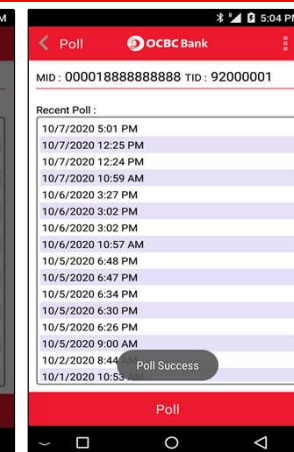 M
5:04 PM
Poll
OCBC Bank
MID : 000018888888888 TID : 92000001
Recent Poll :
10/7/2020 5:01 PM
10/7/2020 12:25 PM
10/7/2020 12:24 PM
10/7/2020 10:59 AM
10/6/2020 3:27 PM
10/6/2020 3:02 PM
10/6/2020 3:02 PM
10/6/2020 10:57 AM
10/5/2020 6:48 PM
10/5/2020 6:47 PM
10/5/2020 6:34 PM
10/5/2020 6:30 PM
10/5/2020 6:26 PM
10/5/2020 9:00 AM
10/2/2020 8:44
10/1/2020 10:53
Poll Success
Poll